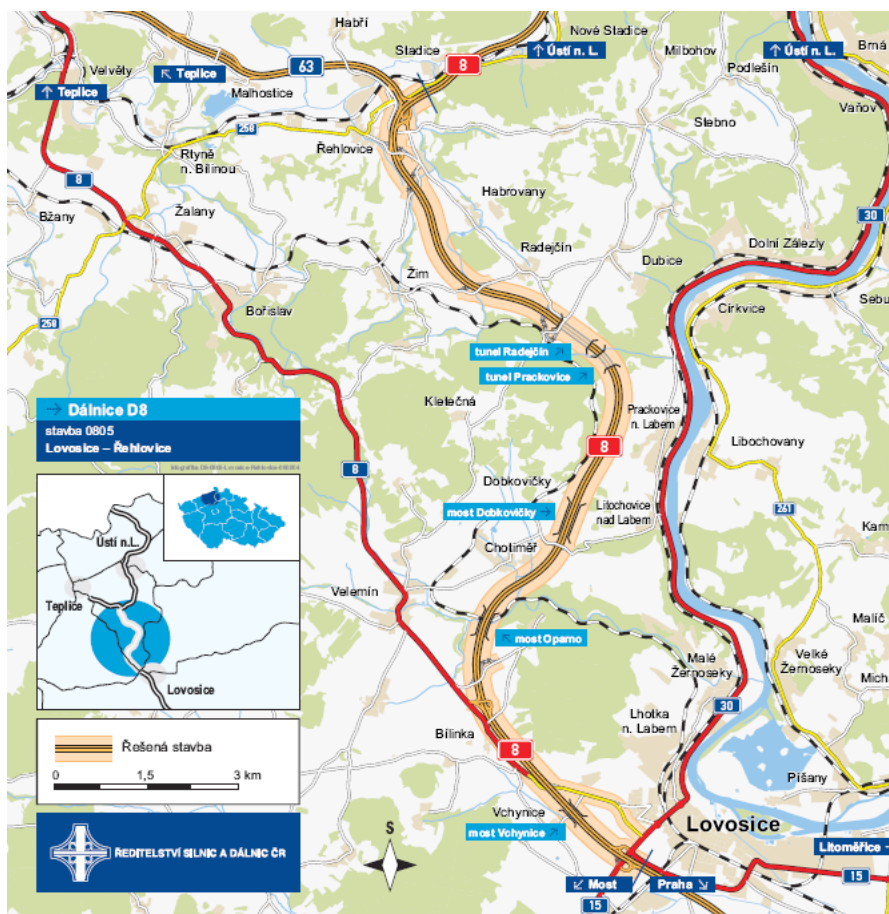 Habří
Nové Stadice
Stadice
Ústí n. L.
Milbohov
Ústí n. L.
Brná
Velvěty
Teplice
63
8
Podlešín
Teplice
Malhostice
Vaňov
258
Stebno
Rtyně
n. Bílinou
Řehlovice
8
Habrovany
30
Bžany
Žalany
Radejčín
Dolní Zálezly
Dubice
Žim
Církvice
Sebu
Bořislav
258
tunel Radejčín
tunel Prackovice
Kletečná
Prackovice
n. Labem
Dálnice D8
stavba 0805
Lovosice – Řehlovice
8
Libochovany
8
Dobkovičky
261
most Dobkovičky
Litochovice
nad Labem
Kam
Ústí n.L.
Chotiměř
Teplice
Velemín
Malíč
most Oparno
Malé
Žernoseky
Velké
Žernoseky
Mich
Lovosice
30
Lhotka
n. Labem
Bílinka
Řešená stavba
8
0 1,5 3 km
Píšany
Vchynice
most Vchynice
Lovosice
ŘEDITELSTVÍ SILNIC A DÁLNIC ČR
S
Litoměřice
15
Most
Praha
15